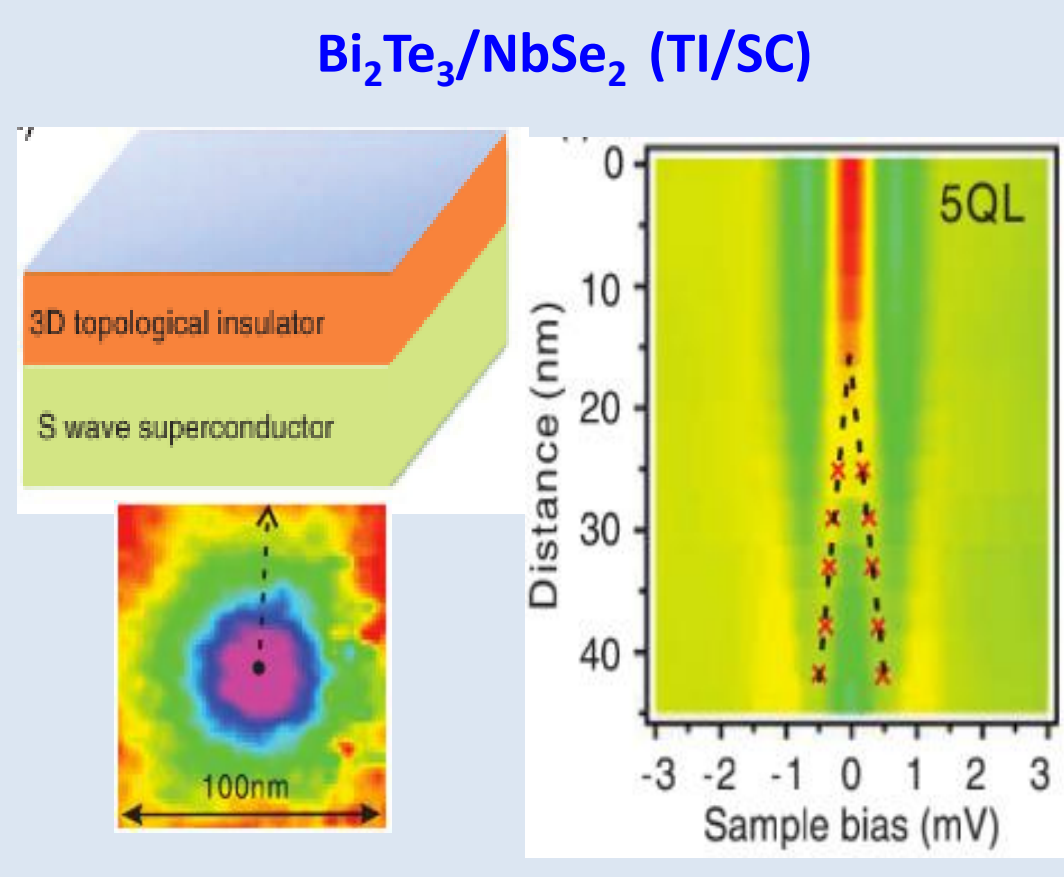 Bi₂Te₃/NbSe₂ (TI/SC)
3D topological insulator
S wave superconductor
100nm
5QL
0
10
20
30
40
Distance (nm)
-3 -2 -1 0 1 2 3
Sample bias (mV)